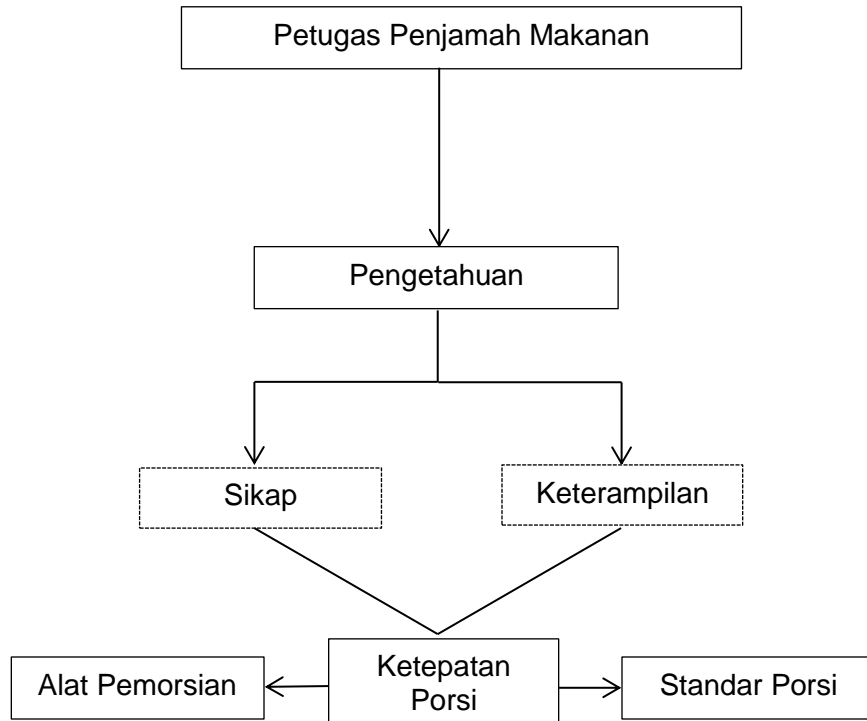 Petugas Penjamah Makanan
Pengetahuan
Sikap
Keterampilan
Alat Pemorsian
Ketepatan
Porsi
Standar Porsi